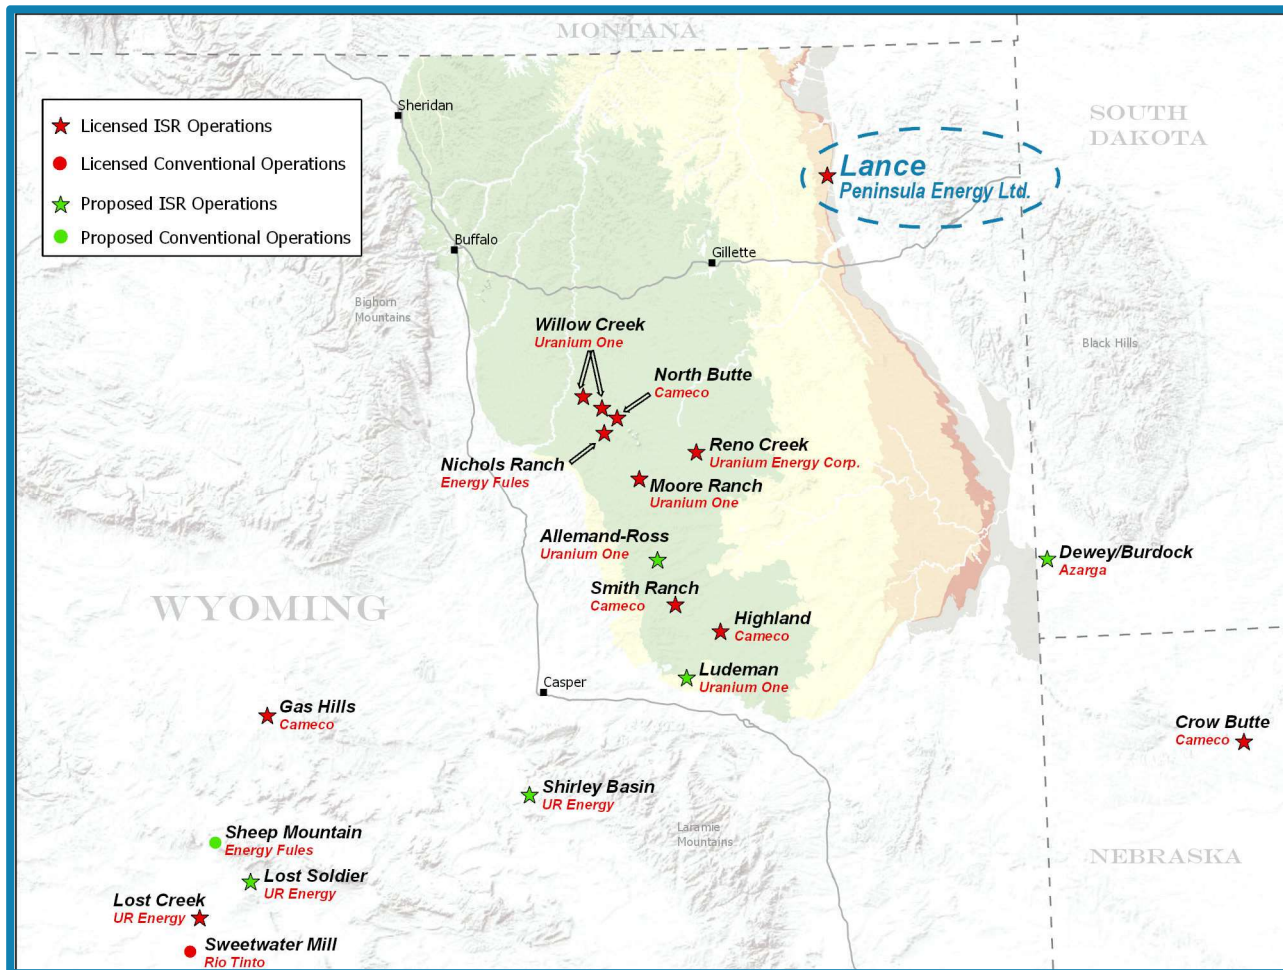 MONTANA
Sheridan
Licensed ISR Operations
Licensed Conventional Operations
Proposed ISR Operations
Proposed Conventional Operations
SOUTH
DAKOTA
Lance
Peninsula Energy Ltd.
Buffalo
Gillette
Bighorn
Mountains
Black Hills
Willow Creek
Uranium One
North Butte
Cameco
Nichols Ranch
Energy Fules
Reno Creek
Uranium Energy Corp.
Moore Ranch
Uranium One
Allemand-Ross
Uranium One
Dewey/Burdock
Azarga
Smith Ranch
Cameco
WYOMING
Highland
Cameco
Ludeman
Uranium One
Casper
Gas Hills
Cameco
Crow Butte
Cameco
Shirley Basin
UR Energy
Laramie
Mountains
Sheep Mountain
Energy Fules
NEBRASKA
Lost Soldier
UR Energy
Lost Creek
UR Energy
Sweetwater Mill
Rio Tinto